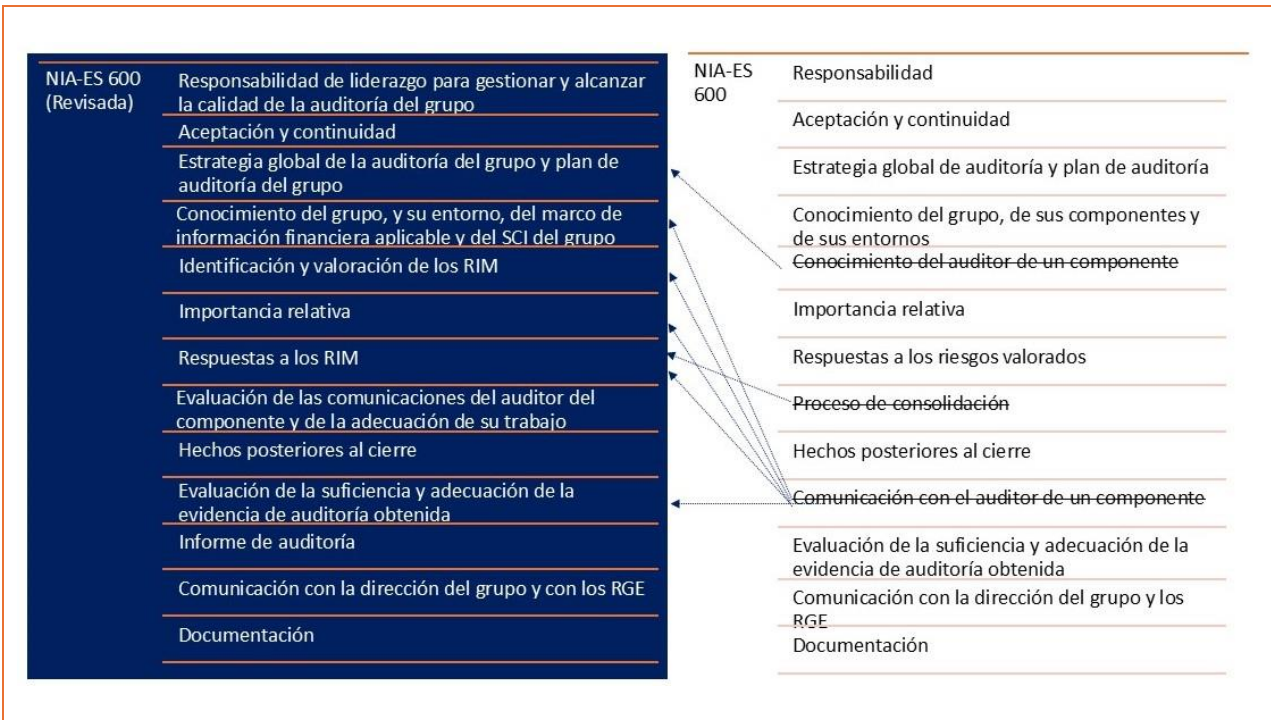 NIA-ES 600
(Revisada)
Responsabilidad de liderazgo para gestionar y alcanzar
la calidad de la auditoría del grupo
Aceptación y continuidad
Estrategia global de la auditoría del grupo y plan de
auditoría del grupo
Conocimiento del grupo, y su entorno, del marco de
información financiera aplicable y del SCI del grupo
Identificación y valoración de los RIM
Importancia relativa
Respuestas a los RIM
Evaluación de las comunicaciones del auditor del
componente y de la adecuación de su trabajo
Hechos posteriores al cierre
Evaluación de la suficiencia y adecuación de la
evidencia de auditoría obtenida
Informe de auditoría
Comunicación con la dirección del grupo y con los RGE
Documentación
NIA-ES
600
Responsabilidad
Aceptación y continuidad
Estrategia global de auditoría y plan de auditoría
Conocimiento del grupo, de sus componentes y
de sus entornos
Conocimiento del auditor de un componente
Importancia relativa
Respuestas a los riesgos valorados
Proceso de consolidación
Hechos posteriores al cierre
Comunicación con el auditor de un componente
Evaluación de la suficiencia y adecuación de la
evidencia de auditoría obtenida
Comunicación con la dirección del grupo y los
RGE
Documentación